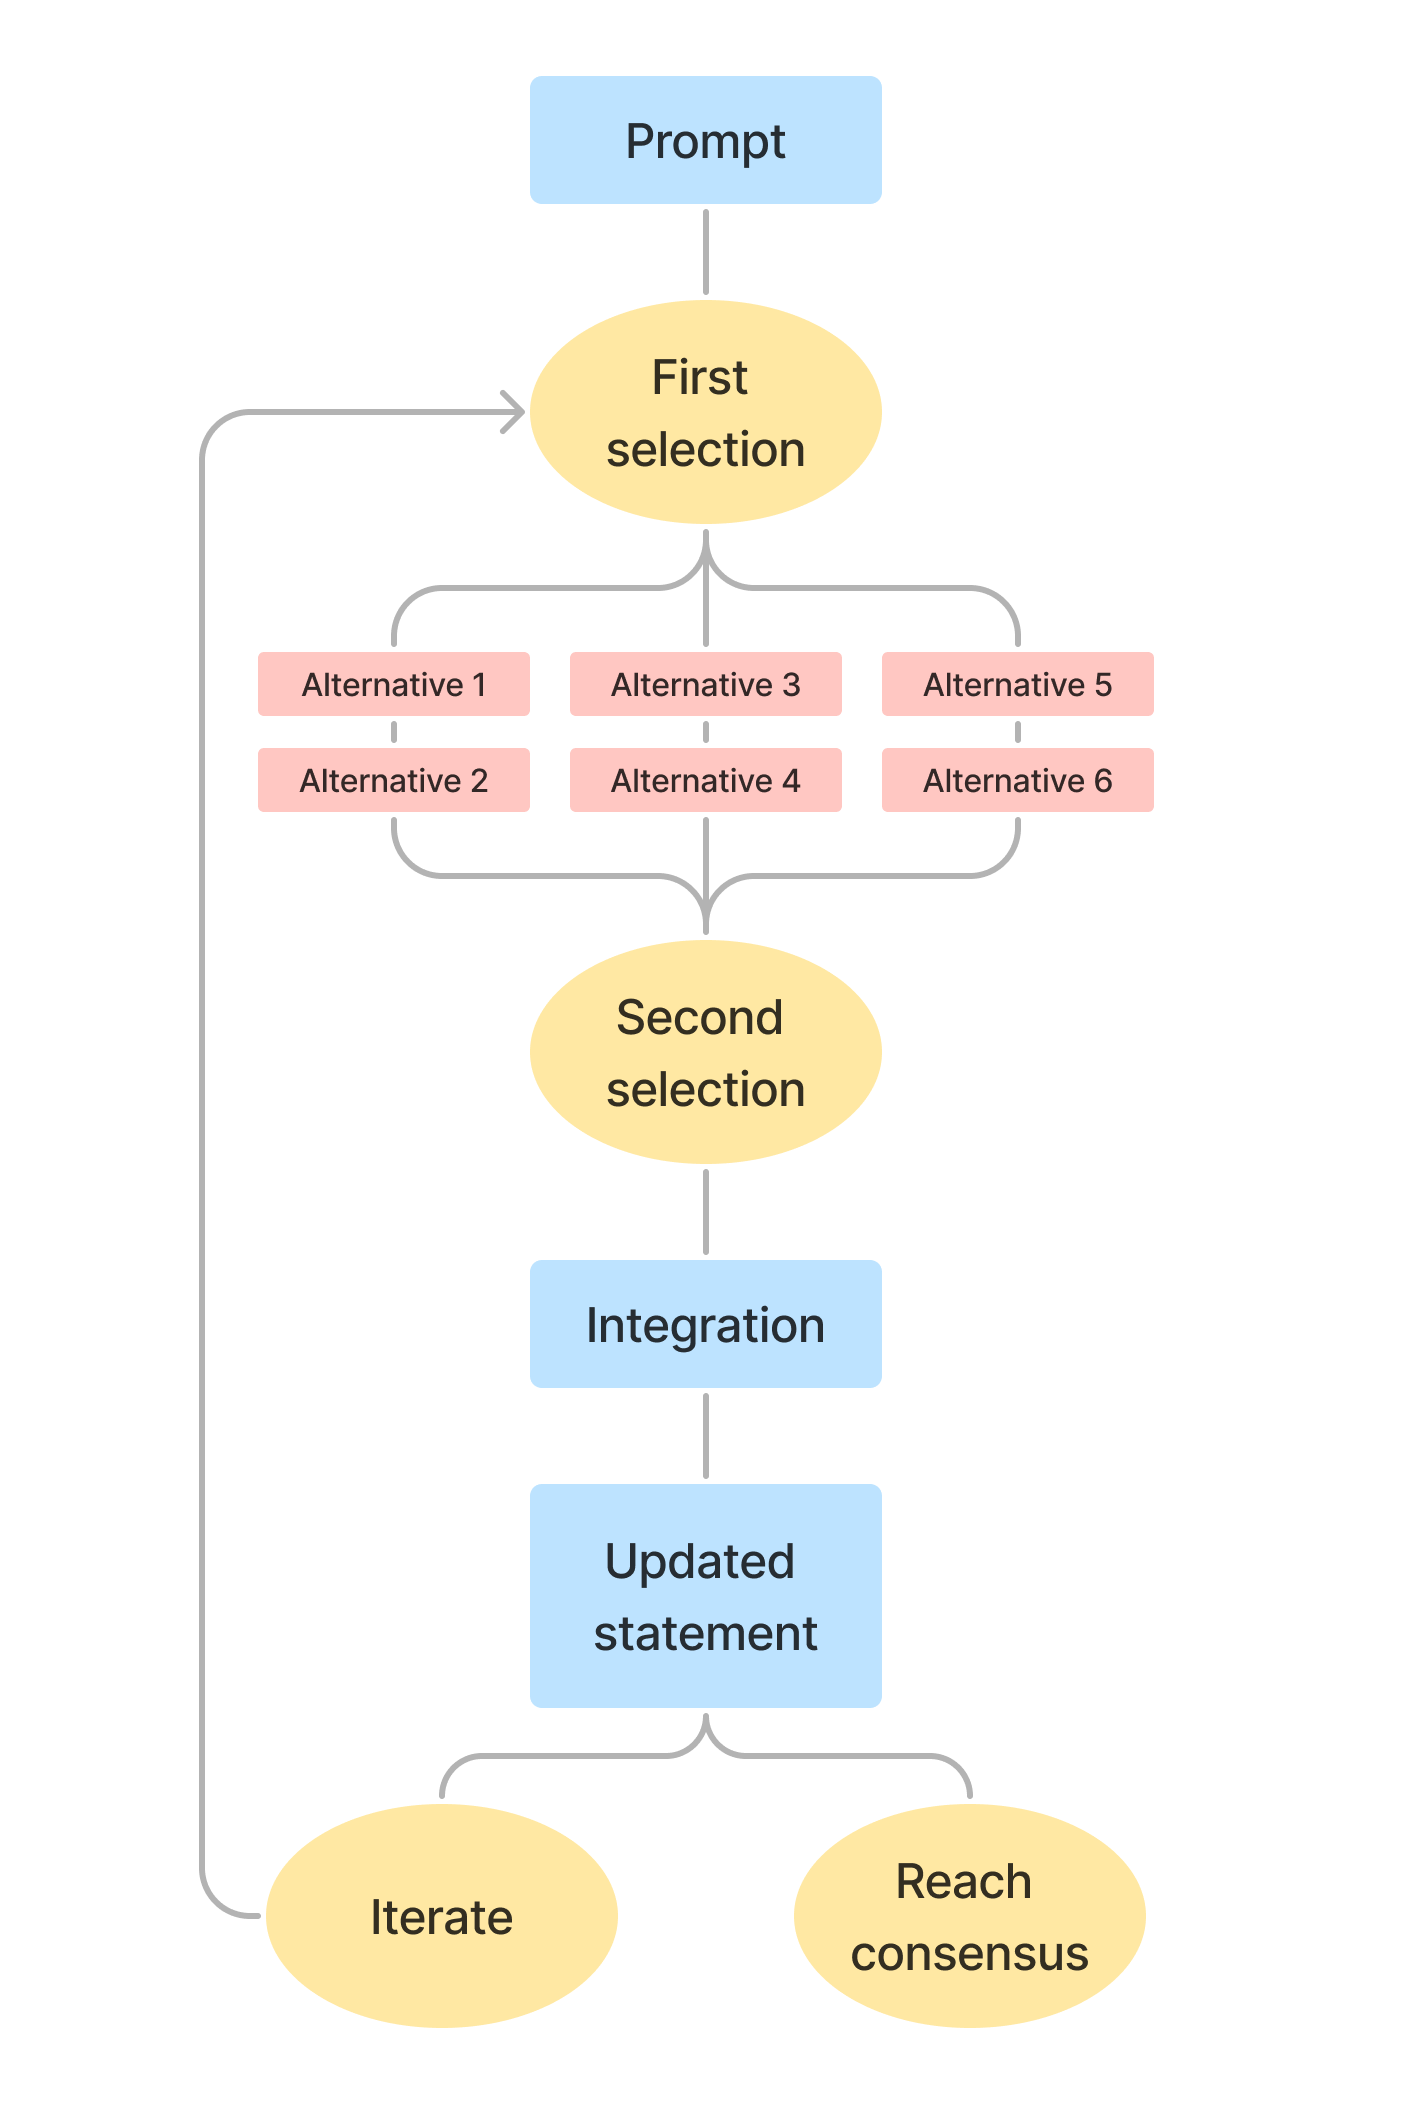 Prompt
First
selection
Alternative 1
Alternative 3
Alternative 5
Alternative 2
Alternative 4
Alternative 6
Second
selection
Integration
Updated
statement
Iterate
Reach
consensus